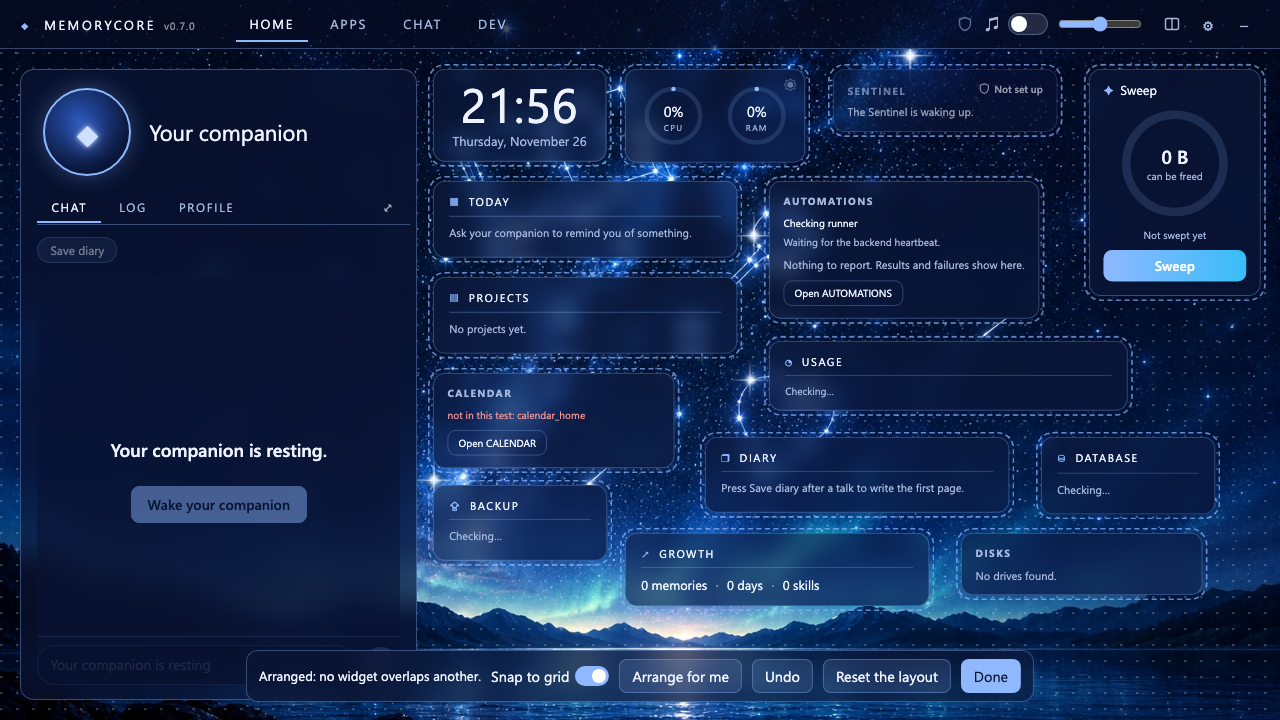 MEMORYCORE v0.7.0
HOME APPS CHAT DEV
Your companion
CHAT LOG PROFILE
Save diary
Your companion is resting.
Wake your companion
Your companion is resting
21:56
Thursday, November 26
0% CPU
0% RAM
SENTINEL
Not set up
The Sentinel is waking up.
Sweep
0 B
can be freed
Not swept yet
Sweep
TODAY
Ask your companion to remind you of something.
AUTOMATIONS
Checking runner
Waiting for the backend heartbeat.
Nothing to report. Results and failures show here.
Open AUTOMATIONS
PROJECTS
No projects yet.
USAGE
Checking...
CALENDAR
not in this test: calendar_home
Open CALENDAR
DIARY
Press Save diary after a talk to write the first page.
DATABASE
Checking...
BACKUP
Checking...
GROWTH
0 memories · 0 days · 0 skills
DISKS
No drives found.
Arranged: no widget overlaps another. Snap to grid Arrange for me Undo Reset the layout Done